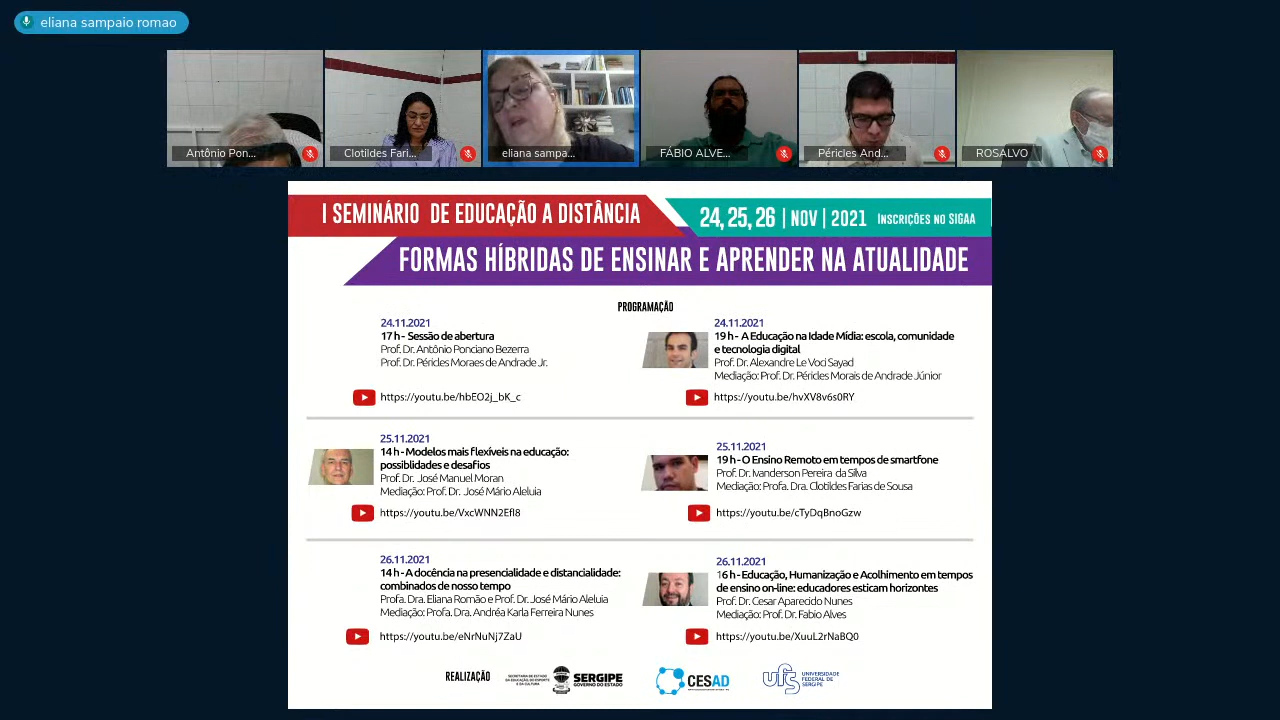 eliana sampaio romao
Antônio Pon...
Clotildes Fari...
eliana sampa...
FÁBIO ALVE...
Péricles And...
ROSALVO
I SEMINÁRIO DE EDUCAÇÃO A DISTÂNCIA
24, 25, 26 | NOV | 2021 INSCRIÇÕES NO SIGAA
FORMAS HÍBRIDAS DE ENSINAR E APRENDER NA ATUALIDADE
PROGRAMAÇÃO
24.11.2021
17 h - Sessão de abertura
Prof. Dr. Antônio Ponciano Bezerra
Prof. Dr. Péricles Moraes de Andrade Jr.
https://youtu.be/hbEO2j_bK_c
24.11.2021
19 h - A Educação na Idade Mídia: escola, comunidade
e tecnologia digital
Prof. Dr. Alexandre Le Voci Sayad
Mediação: Prof. Dr. Péricles Morais de Andrade Júnior
https://youtu.be/hvXV8v6s0RY
25.11.2021
14 h - Modelos mais flexíveis na educação:
possiblidades e desafios
Prof. Dr. José Manuel Moran
Mediação: Prof. Dr. José Mário Aleluia
https://youtu.be/VxcWNN2Efl8
25.11.2021
19 h - O Ensino Remoto em tempos de smartfone
Prof. Dr. Ivanderson Pereira da Silva
Mediação: Profa. Dra. Clotildes Farias de Sousa
https://youtu.be/cTyDqBnoGzw
26.11.2021
14 h - A docência na presencialidade e distancialidade:
combinados de nosso tempo
Profa. Dra. Eliana Romão e Prof. Dr. José Mário Aleluia
Mediação: Profa. Dra. Andréa Karla Ferreira Nunes
https://youtu.be/eNrNuNj7ZaU
26.11.2021
16 h - Educação, Humanização e Acolhimento em tempos
de ensino on-line: educadores esticam horizontes
Prof. Dr. Cesar Aparecido Nunes
Mediação: Prof. Dr. Fabio Alves
https://youtu.be/XuuL2rNaBQ0
REALIZAÇÃO
SECRETARIA DE ESTADO
DA EDUCAÇÃO, DO ESPORTE
E DA CULTURA
SERGIPE
GOVERNO DO ESTADO
CESAD
ufs
UNIVERSIDADE
FEDERAL DE
SERGIPE